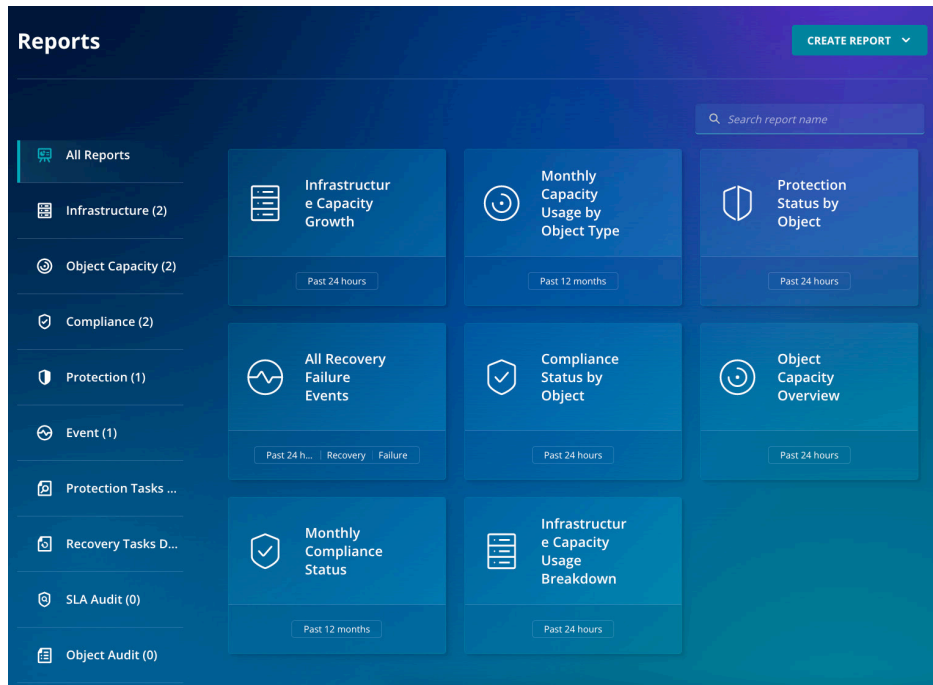 Reports
CREATE REPORT
Search report name
All Reports
Infrastructure (2)
Object Capacity (2)
Compliance (2)
Protection (1)
Event (1)
Protection Tasks ...
Recovery Tasks D...
SLA Audit (0)
Object Audit (0)
Infrastructur
e Capacity
Growth
Past 24 hours
Monthly
Capacity
Usage by
Object Type
Past 12 months
Protection
Status by
Object
Past 24 hours
All Recovery
Failure
Events
Past 24 h... Recovery Failure
Compliance
Status by
Object
Past 24 hours
Object
Capacity
Overview
Past 24 hours
Monthly
Compliance
Status
Past 12 months
Infrastructur
e Capacity
Usage
Breakdown
Past 24 hours